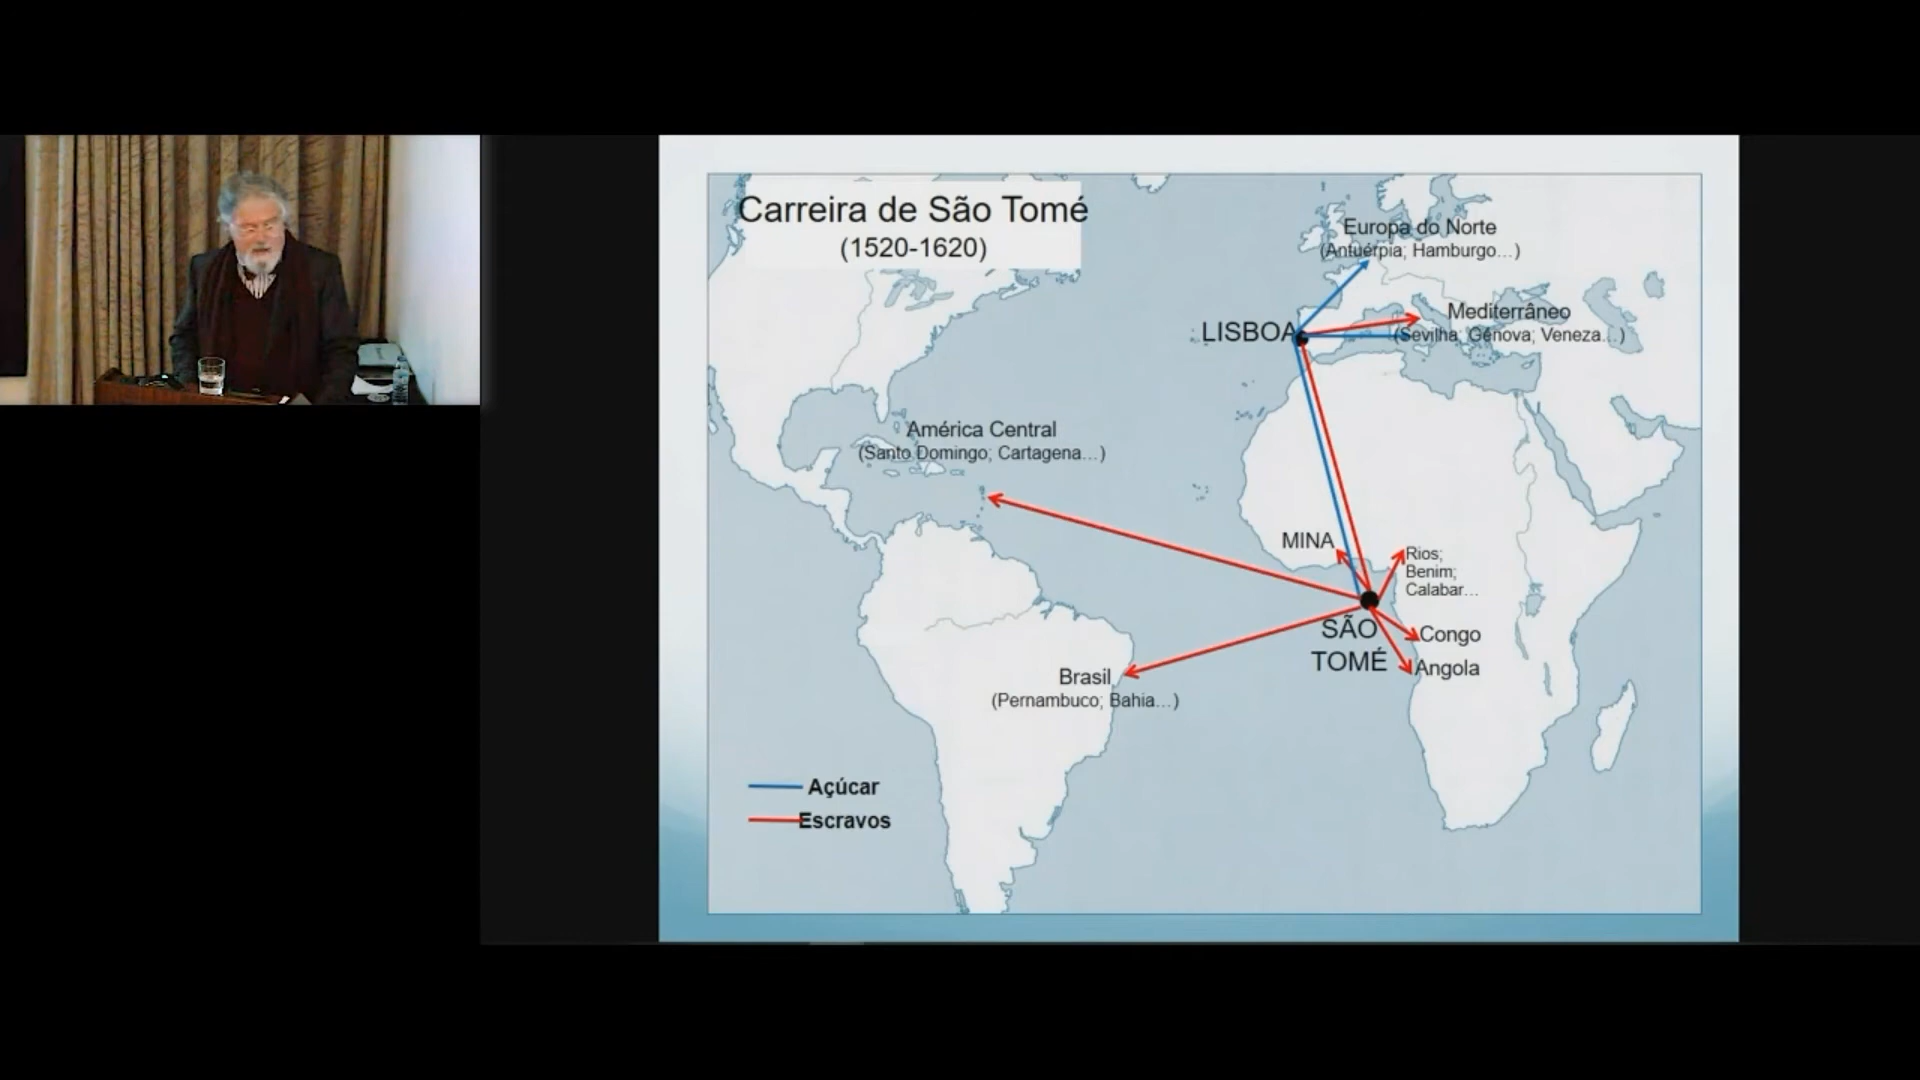 Carreira de São Tomé
(1520-1620)
Europa do Norte
(Antuérpia; Hamburgo...)
Mediterrâneo
(Sevilha; Génova; Veneza...)
LISBOA
América Central
(Santo Domingo; Cartagena...)
MINA
Rios;
Benim;
Calabar...
SÃO
TOMÉ
Congo
Angola
Brasil
(Pernambuco; Bahia...)
Açúcar
Escravos